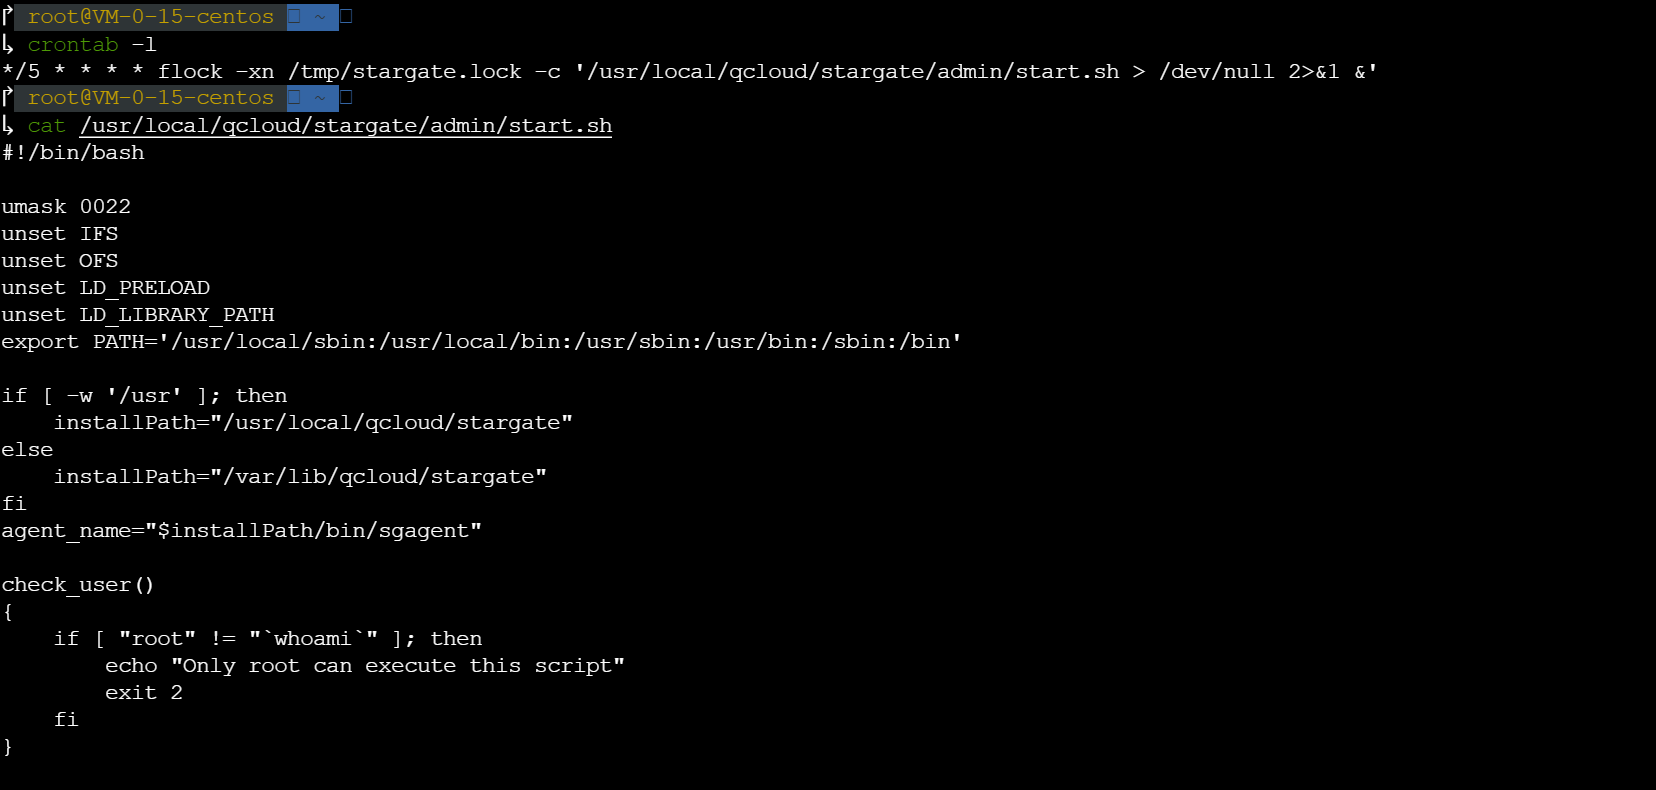 root@VM-0-15-centos ~
crontab -l
*/5 * * * * flock -xn /tmp/stargate.lock -c '/usr/local/qcloud/stargate/admin/start.sh > /dev/null 2>&1 &'
root@VM-0-15-centos ~
cat /usr/local/qcloud/stargate/admin/start.sh
#!/bin/bash

umask 0022
unset IFS
unset OFS
unset LD_PRELOAD
unset LD_LIBRARY_PATH
export PATH='/usr/local/sbin:/usr/local/bin:/usr/sbin:/usr/bin:/sbin:/bin'

if [ -w '/usr' ]; then
    installPath="/usr/local/qcloud/stargate"
else
    installPath="/var/lib/qcloud/stargate"
fi
agent_name="$installPath/bin/sgagent"

check_user()
{
    if [ "root" != "`whoami`" ]; then
        echo "Only root can execute this script"
        exit 2
    fi
}